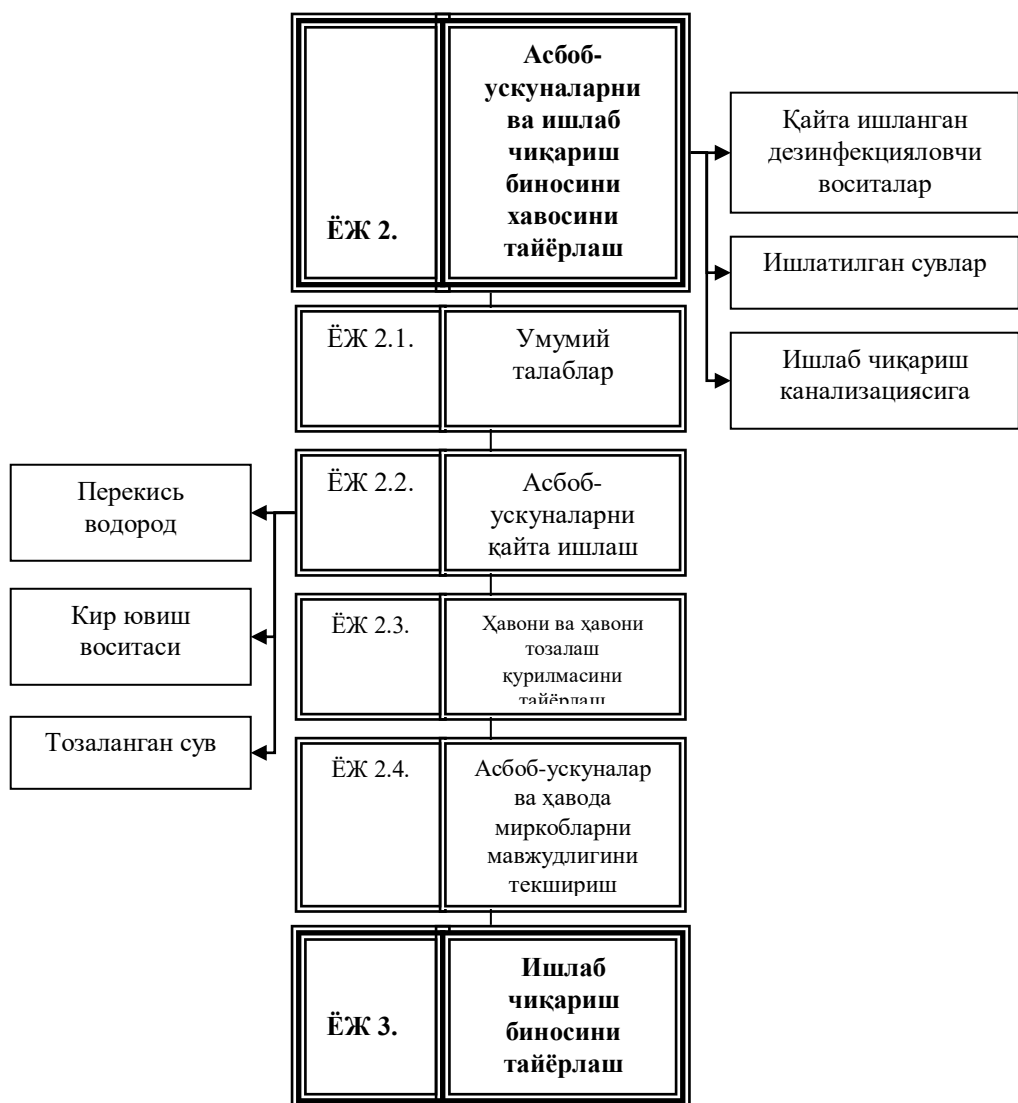 Асбоб-
ускуналарни
ва ишлаб
чиқариш
биносини
хавосини
тайёрлаш
ЁЖ 2.
Қайта ишланган
дезинфекцияловчи
воситалар
Ишлатилган сувлар
Ишлаб чиқариш
канализациясига
ЁЖ 2.1.
Умумий
талаблар
ЁЖ 2.2.
Асбоб-
ускуналарни
қайта ишлаш
Перекись
водород
Кир ювиш
воситаси
Тозаланган сув
ЁЖ 2.3.
Ҳавони ва ҳавони
тозалаш
қурилмасини
тайёрлаш
ЁЖ 2.4.
Асбоб-ускуналар
ва ҳавода
миркобларни
мавжудлигини
текшириш
ЁЖ 3.
Ишлаб
чиқариш
биносини
тайёрлаш